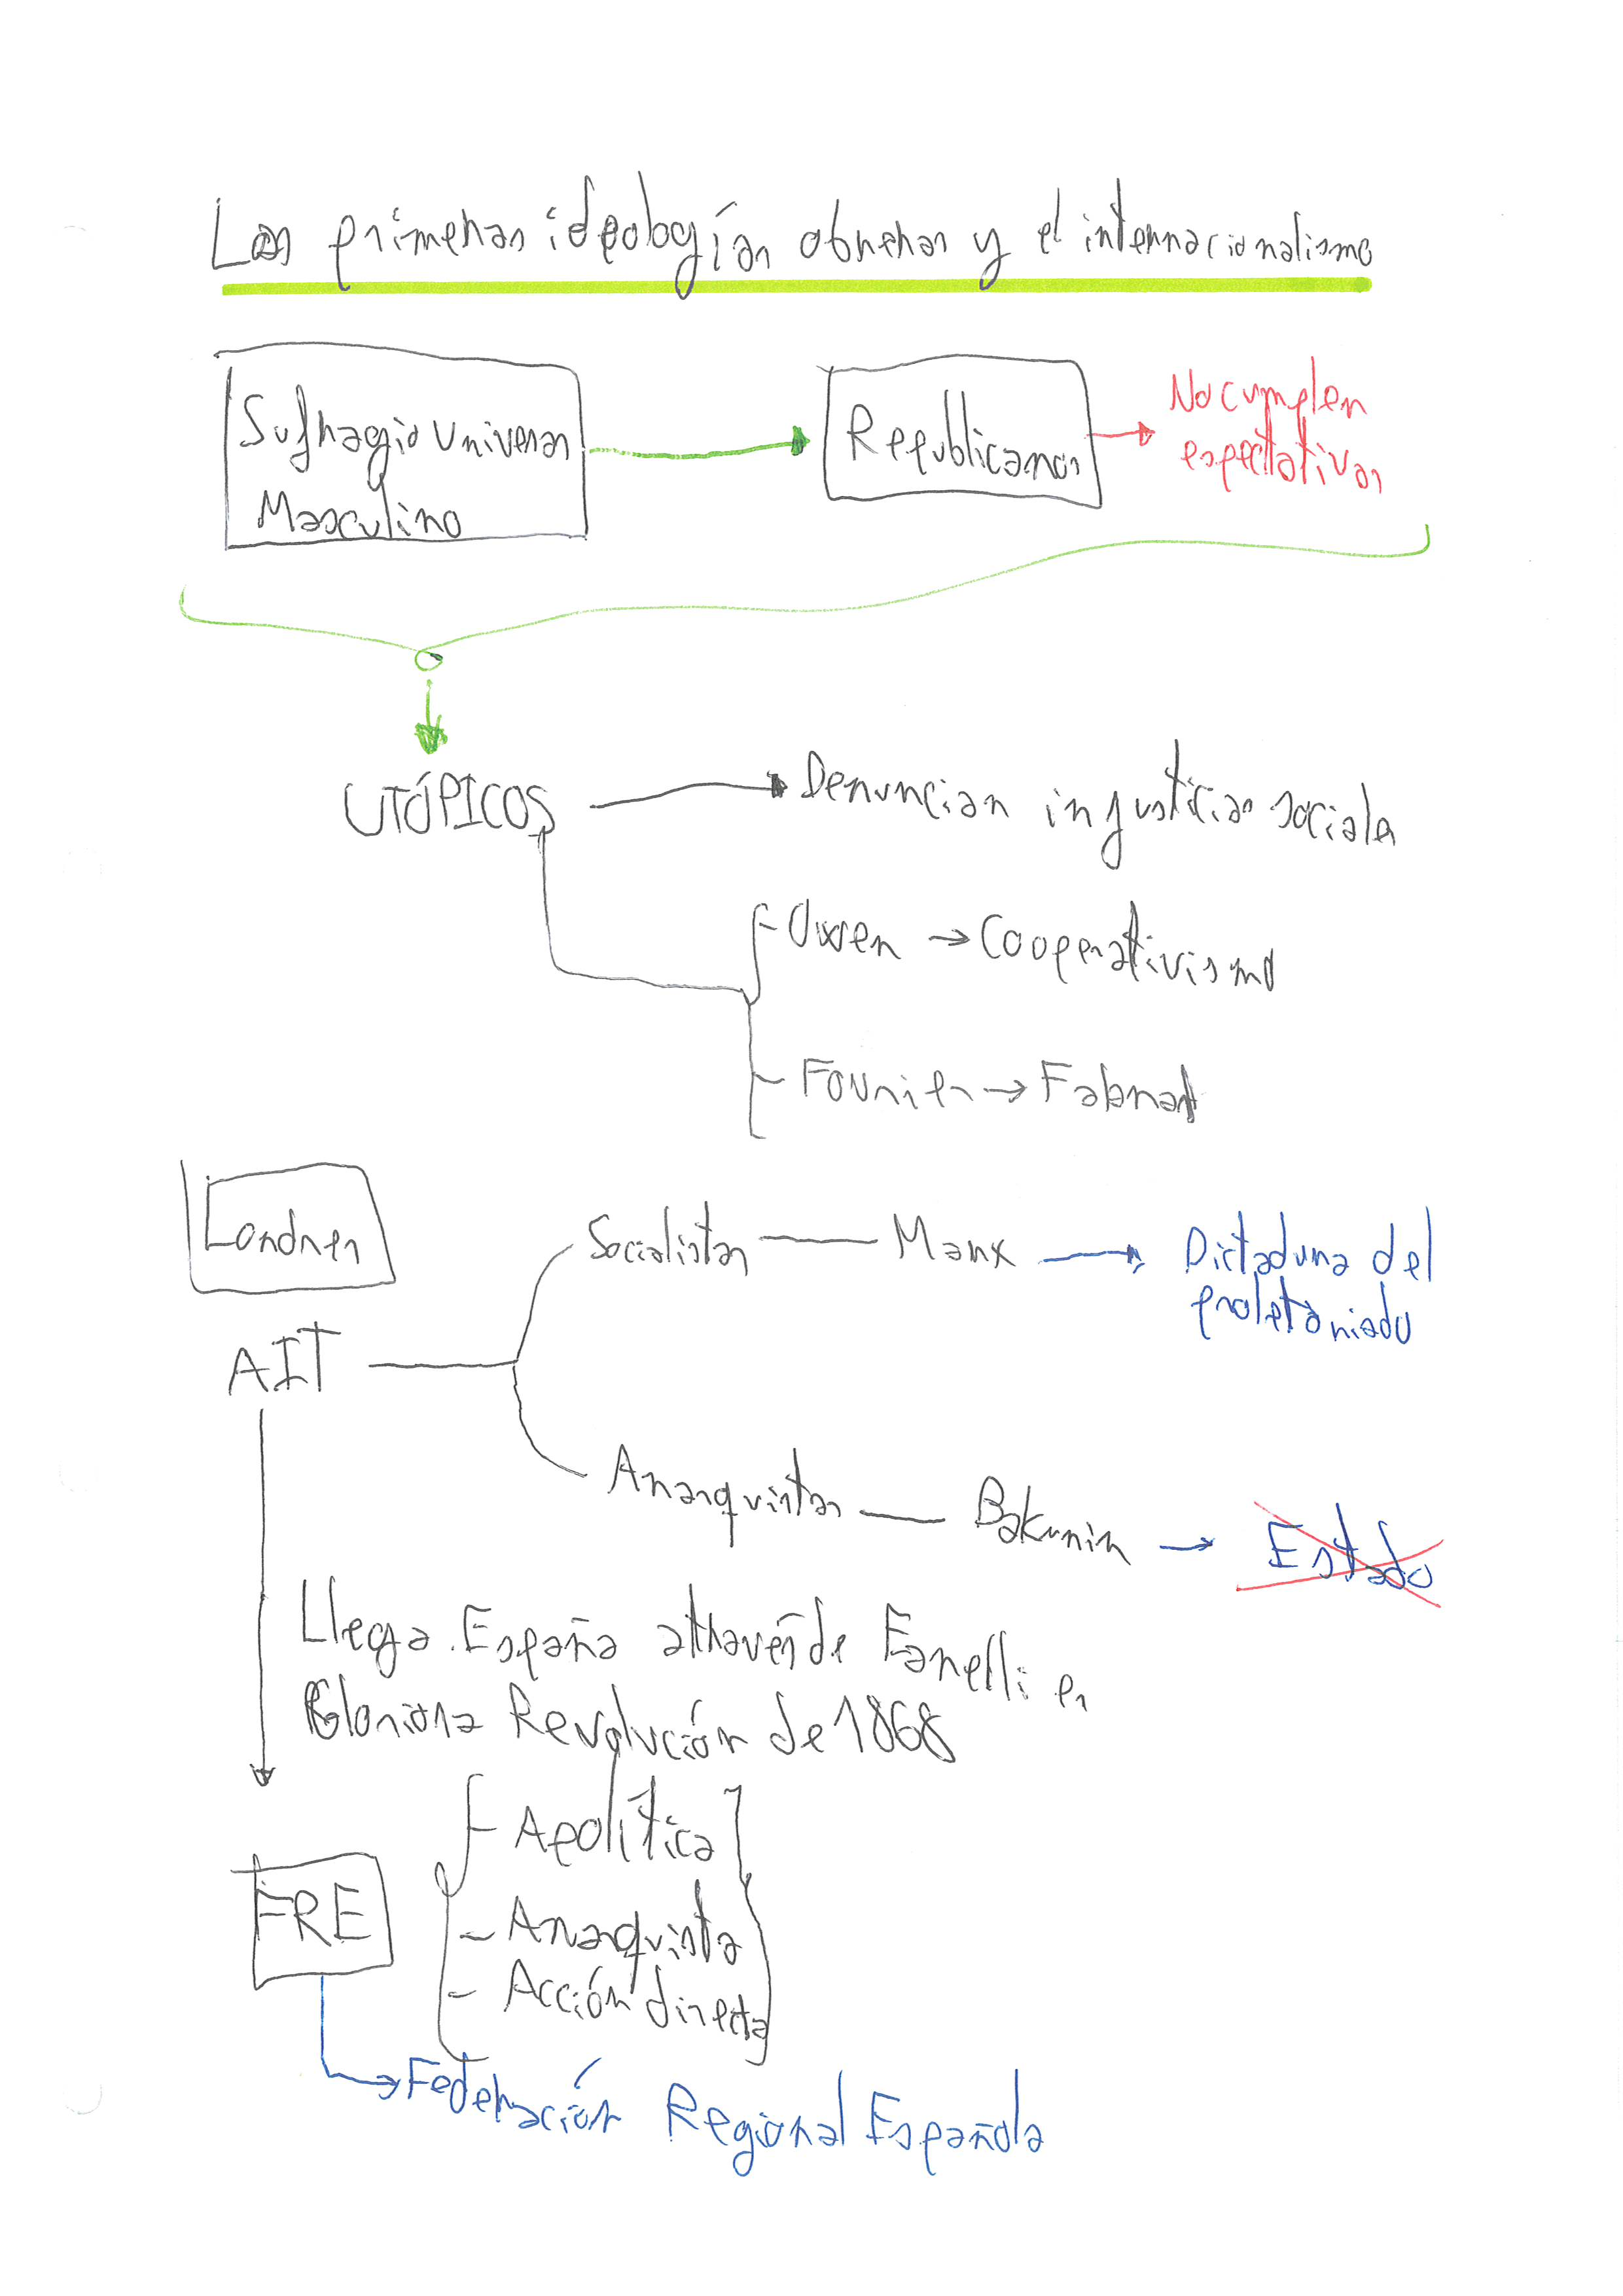 Las primeras ideologías obreras y el internacionalismo
Sufragio Universal
Masculino
Republicanos
No cumplen
expectativas
UTÓPICOS
Denuncian injusticias sociales
- Owen → Cooperativismo
- Fourier →
Londres
AIT
Socialistas — Marx → Dictadura del
proletariado
Anarquistas — Bakunin → Estado
Llega España através de Fanelli en
Gloriosa Revolución de 1868
FRE
- Apolítica
- Anarquista
- Acción directa
Federación Regional Española